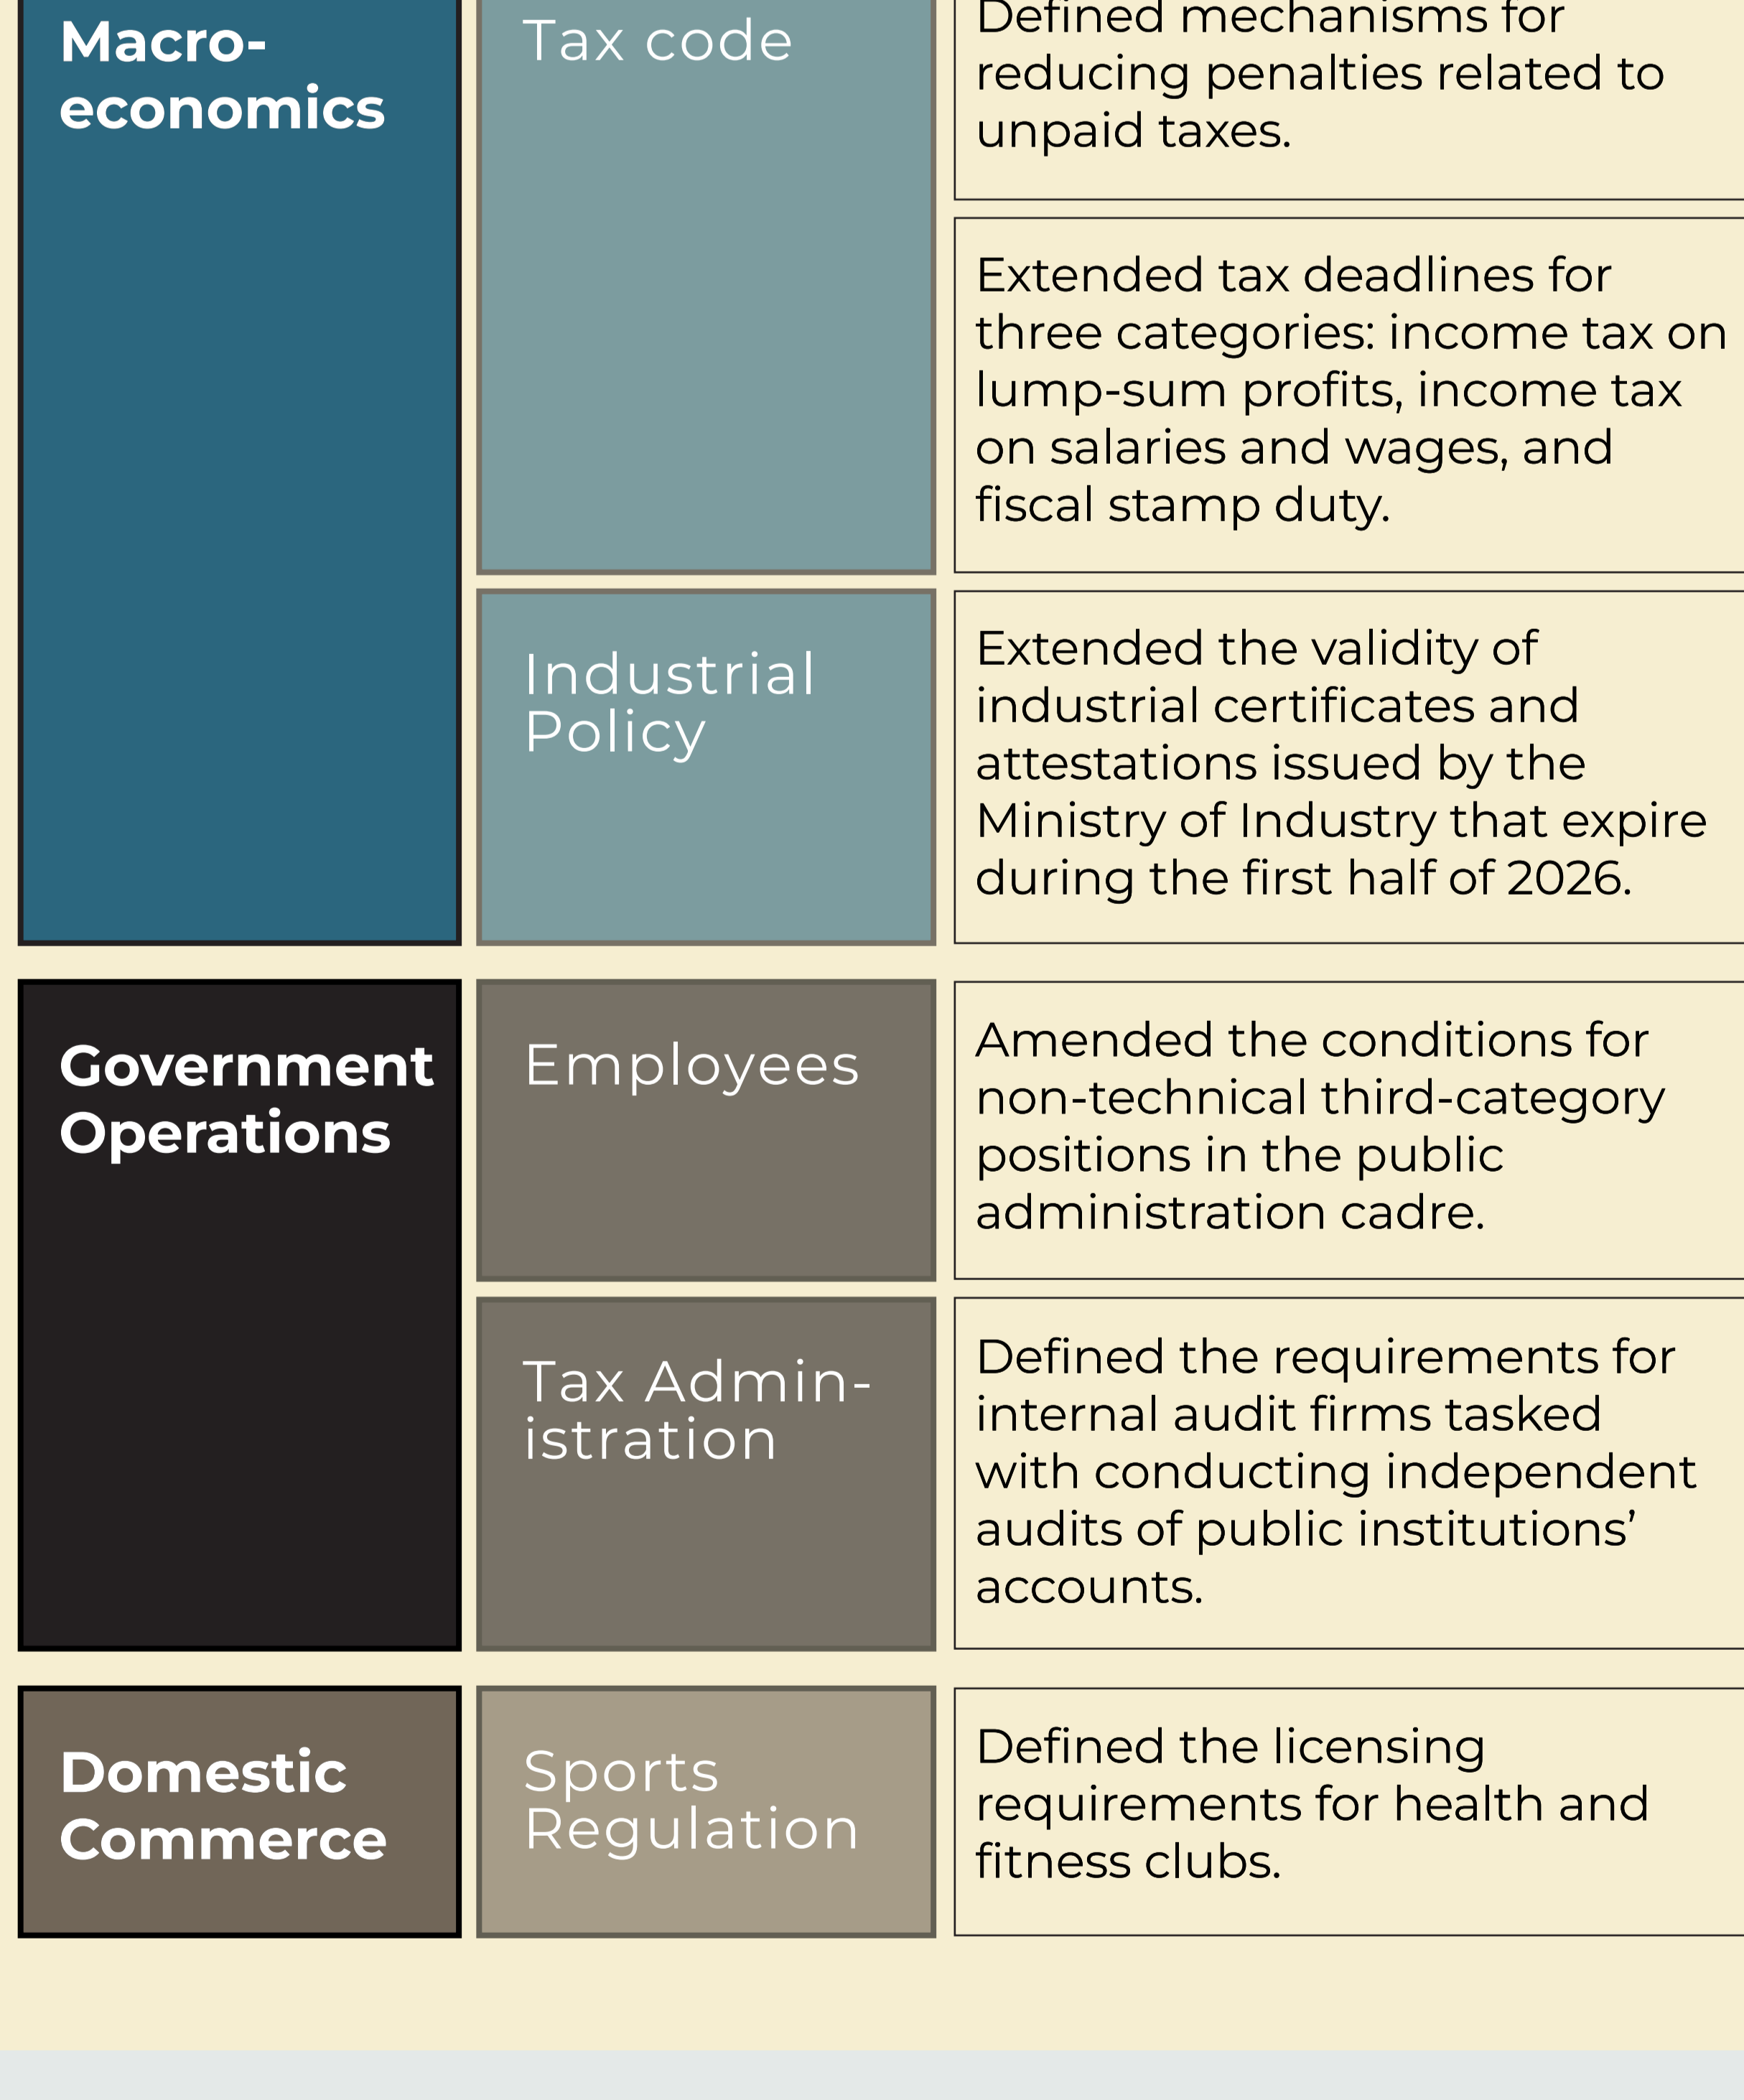 Macro-
economics
Tax code
Defined mechanisms for
reducing penalties related to
unpaid taxes.
Extended tax deadlines for
three categories: income tax on
lump-sum profits, income tax
on salaries and wages, and
fiscal stamp duty.
Industrial
Policy
Extended the validity of
industrial certificates and
attestations issued by the
Ministry of Industry that expire
during the first half of 2026.
Government
Operations
Employees
Amended the conditions for
non-technical third-category
positions in the public
administration cadre.
Tax Admin-
istration
Defined the requirements for
internal audit firms tasked
with conducting independent
audits of public institutions’
accounts.
Domestic
Commerce
Sports
Regulation
Defined the licensing
requirements for health and
fitness clubs.